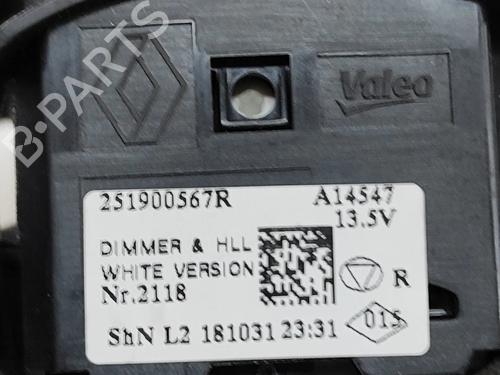 Valeo
B-PARTS
251900567R A14547
13.5V
DIMMER & HLL
WHITE VERSION
Nr.2118
R
ShN L2 181031 23:31
015